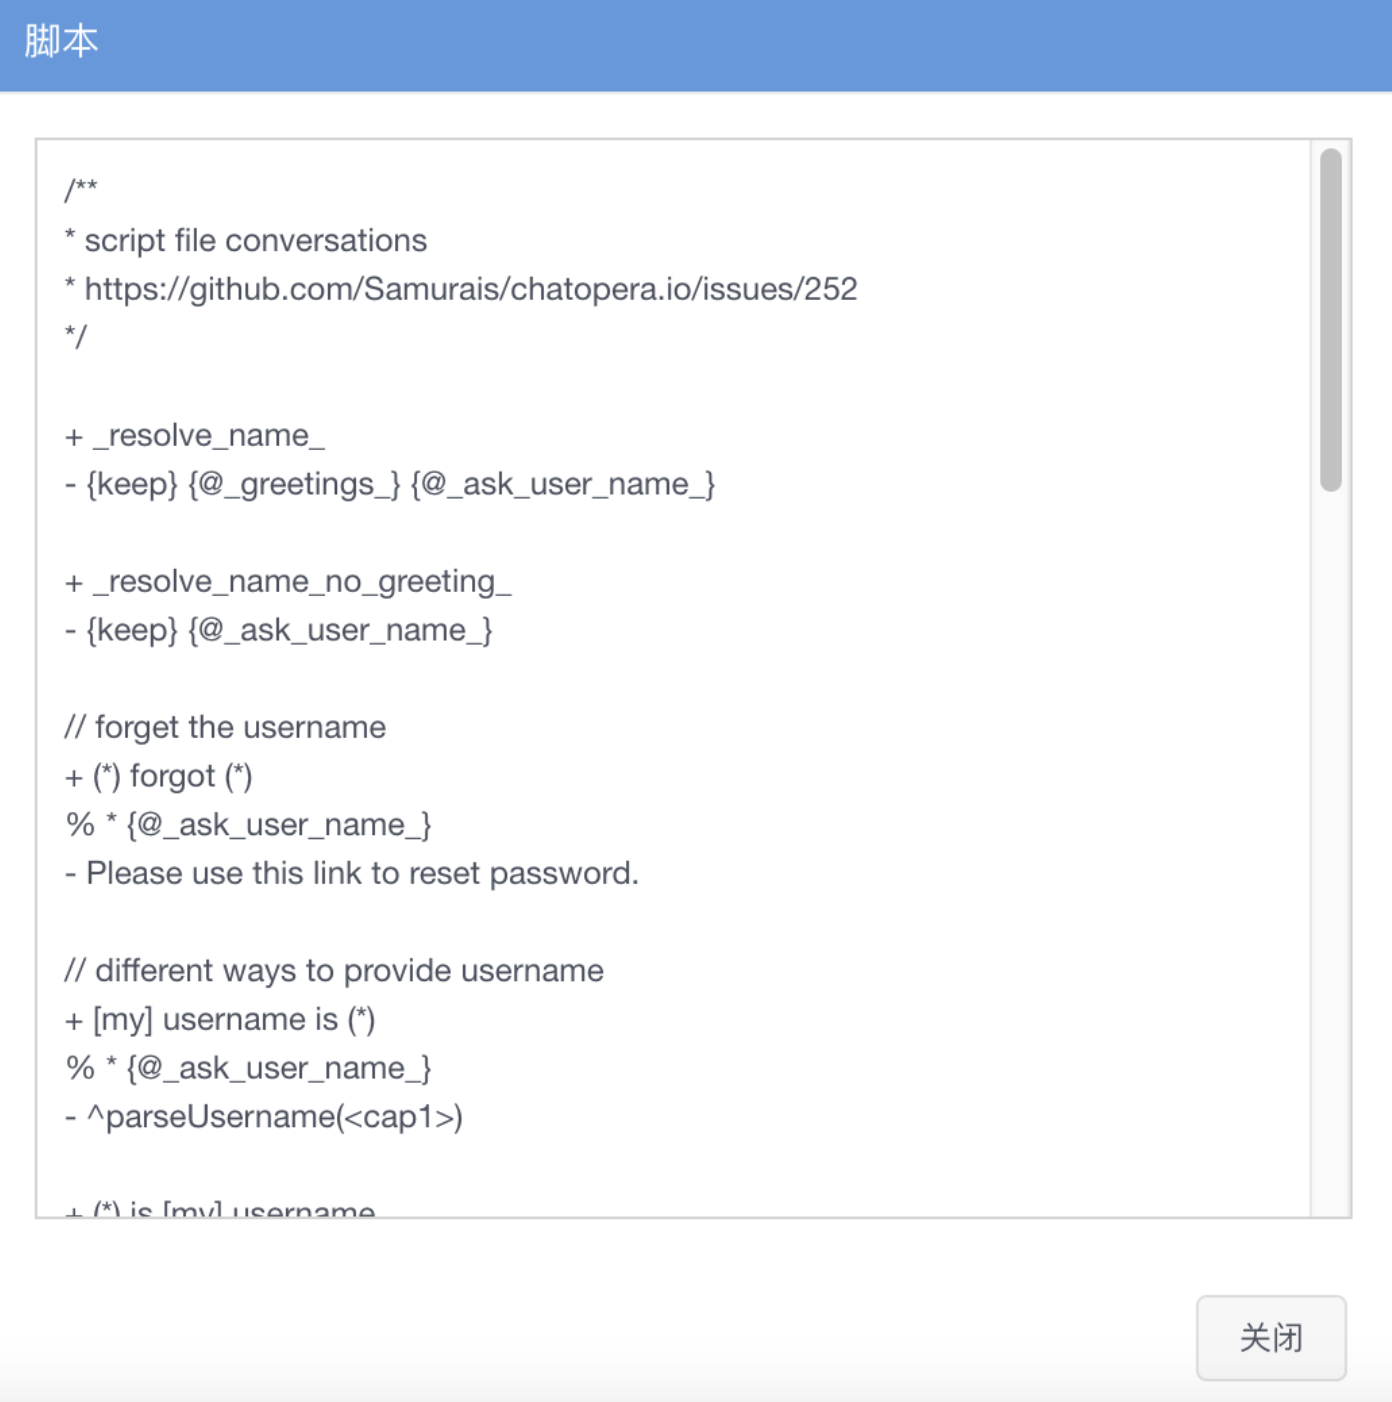 脚本
/**
* script file conversations
* https://github.com/Samurais/chatopera.io/issues/252
*/
+ _resolve_name_
- {keep} {@_greetings_} {@_ask_user_name_}
+ _resolve_name_no_greeting_
- {keep} {@_ask_user_name_}
// forget the username
+ (*) forgot (*)
% * {@_ask_user_name_}
- Please use this link to reset password.
// different ways to provide username
+ [my] username is (*)
% * {@_ask_user_name_}
- ^parseUsername(<cap1>)
+ (*) is [my] username
关闭